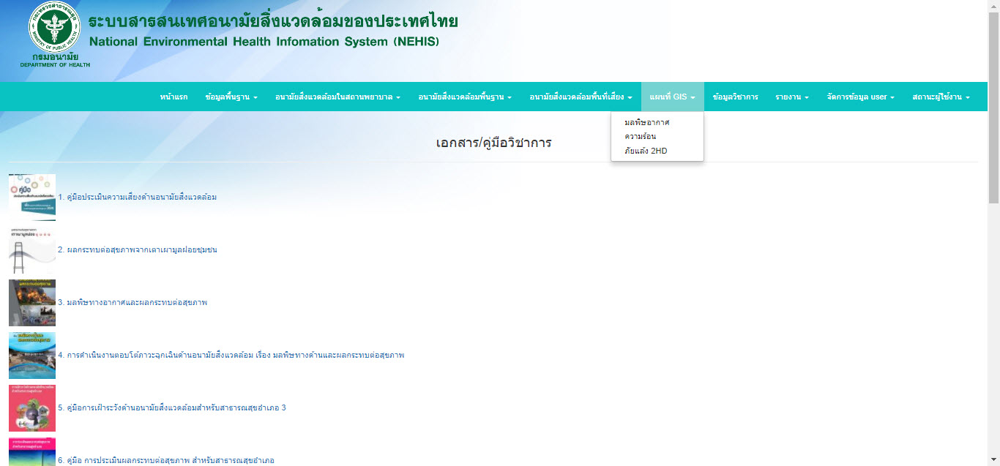 ระบบสารสนเทศอนามัยสิ่งแวดล้อมของประเทศไทย
National Environmental Health Infomation System (NEHIS)
กระทรวงสาธารณสุข
MINISTRY OF PUBLIC HEALTH
กรมอนามัย
DEPARTMENT OF HEALTH
หน้าแรก ข้อมูลพื้นฐาน อนามัยสิ่งแวดล้อมในสถานพยาบาล อนามัยสิ่งแวดล้อมพื้นฐาน อนามัยสิ่งแวดล้อมพื้นที่เสี่ยง แผนที่ GIS ข้อมูลวิชาการ รายงาน จัดการข้อมูล user สถานะผู้ใช้งาน
มลพิษอากาศ
ความร้อน
ภัยแล้ง 2HD
เอกสาร/คู่มือวิชาการ
คู่มือ
1. คู่มือประเมินความเสี่ยงด้านอนามัยสิ่งแวดล้อม
2. ผลกระทบต่อสุขภาพจากเตาเผามูลฝอยชุมชน
3. มลพิษทางอากาศและผลกระทบต่อสุขภาพ
4. การดำเนินงานตอบโต้ภาวะฉุกเฉินด้านอนามัยสิ่งแวดล้อม เรื่อง มลพิษทางด้านและผลกระทบต่อสุขภาพ
5. คู่มือการเฝ้าระวังด้านอนามัยสิ่งแวดล้อมสำหรับสาธารณสุขอำเภอ 3
6. คู่มือ การประเมินผลกระทบต่อสุขภาพ สำหรับสาธารณสุขอำเภอ